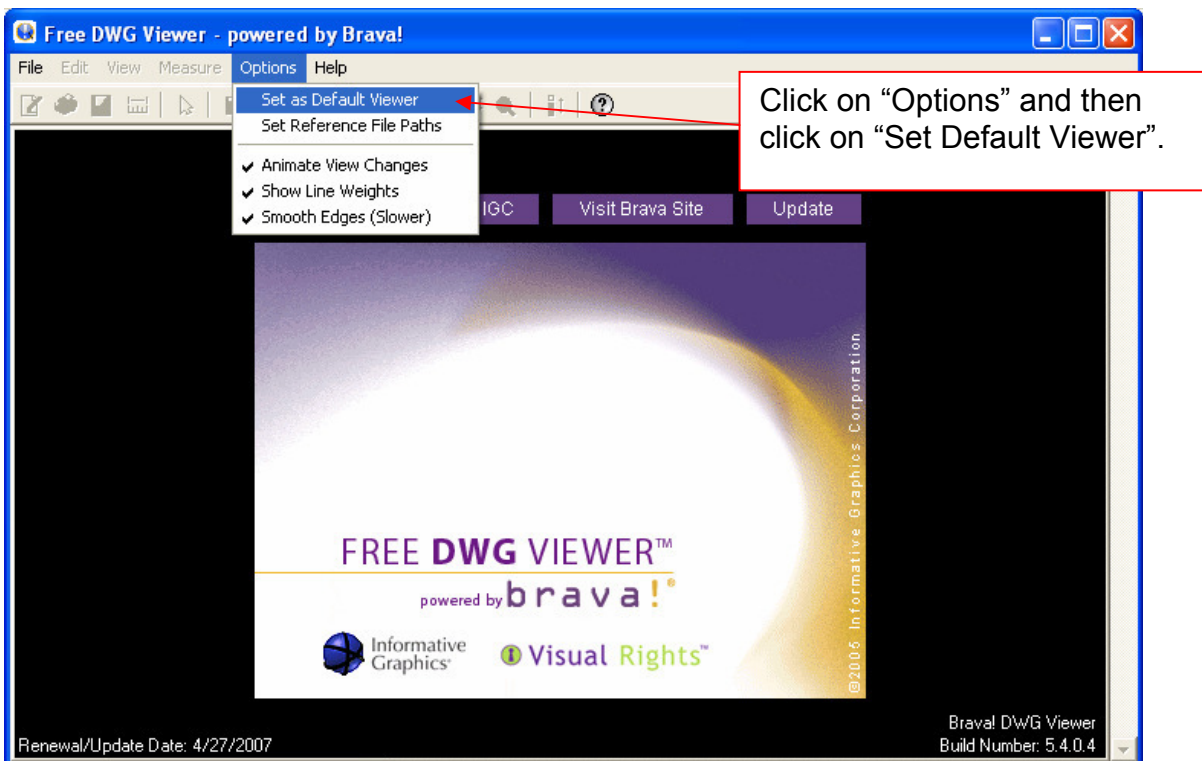 Free DWG Viewer - powered by Brava!
File Edit View Measure Options Help
Set as Default Viewer
Set Reference File Paths
Animate View Changes
Show Line Weights
Smooth Edges (Slower)
Click on “Options” and then
click on “Set Default Viewer”.
IGC Visit Brava Site Update
FREE DWG VIEWER™
powered by brava!®
Informative
Graphics
Visual Rights™
©2005 Informative Graphics Corporation
Brava! DWG Viewer
Renewal/Update Date: 4/27/2007 Build Number: 5.4.0.4